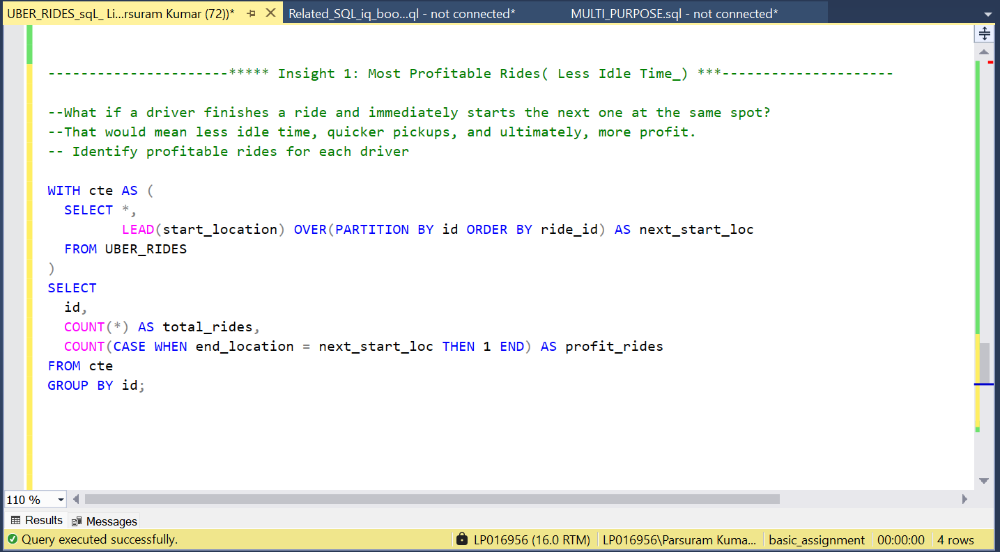 UBER_RIDES_sqL_ Li...rsuram Kumar (72))* Related_SQL_iq_boo...ql - not connected* MULTI_PURPOSE.sql - not connected*
----------------------***** Insight 1: Most Profitable Rides( Less Idle Time_) ***---------------------
--What if a driver finishes a ride and immediately starts the next one at the same spot?
--That would mean less idle time, quicker pickups, and ultimately, more profit.
-- Identify profitable rides for each driver
WITH cte AS (
SELECT *,
LEAD(start_location) OVER(PARTITION BY id ORDER BY ride_id) AS next_start_loc
FROM UBER_RIDES
)
SELECT
id,
COUNT(*) AS total_rides,
COUNT(CASE WHEN end_location = next_start_loc THEN 1 END) AS profit_rides
FROM cte
GROUP BY id;
110 %
Results Messages
Query executed successfully. LP016956 (16.0 RTM) LP016956\Parsuram Kuma... basic_assignment 00:00:00 4 rows